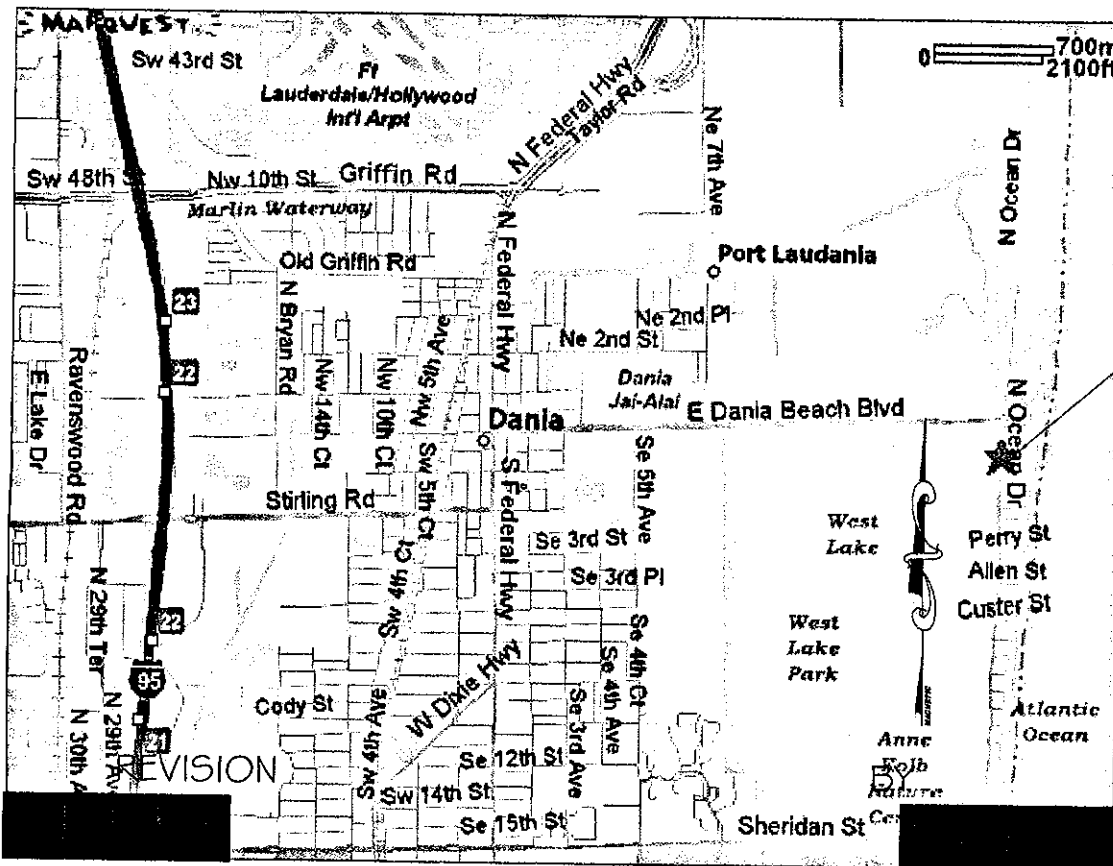 MAPQUEST
Sw 43rd St
Ft
Lauderdale/Hollywood
Int'l Arpt
0 700m
2100ft
N Federal Hwy
Taylor Rd
Ne 7th Ave
N Ocean Dr
Sw 48th St
Nw 10th St
Griffin Rd
Marlin Waterway
N Federal Hwy
Old Griffin Rd
Port Laudania
23
N Bryan Rd
Ne 2nd Pl
Ne 2nd St
22
E Lake Dr
Ravenswood Rd
Nw 14th Ct
Nw 10th Ct
Nw 5th Ave
Dania
Jai-Alai
E Dania Beach Blvd
N Ocean Dr
Dania
Sw 5th Ct
S Federal Hwy
Se 5th Ave
Stirling Rd
West
Lake
Se 3rd St
Perry St
Se 3rd Pl
Allen St
Custer St
N 29th Ter
22
Sw 4th Ct
Se 4th Ct
West
Lake
Park
95
Cody St
W Dixie Hwy
Se 4th Ave
Se 3rd Ave
Sw 4th Ave
N 30th
N 29th Av
21
Atlantic
Ocean
Anne
Kolb
Nature
REVISION
BY
Se 12th St
Sw 14th St
Se 15th St
Sheridan St